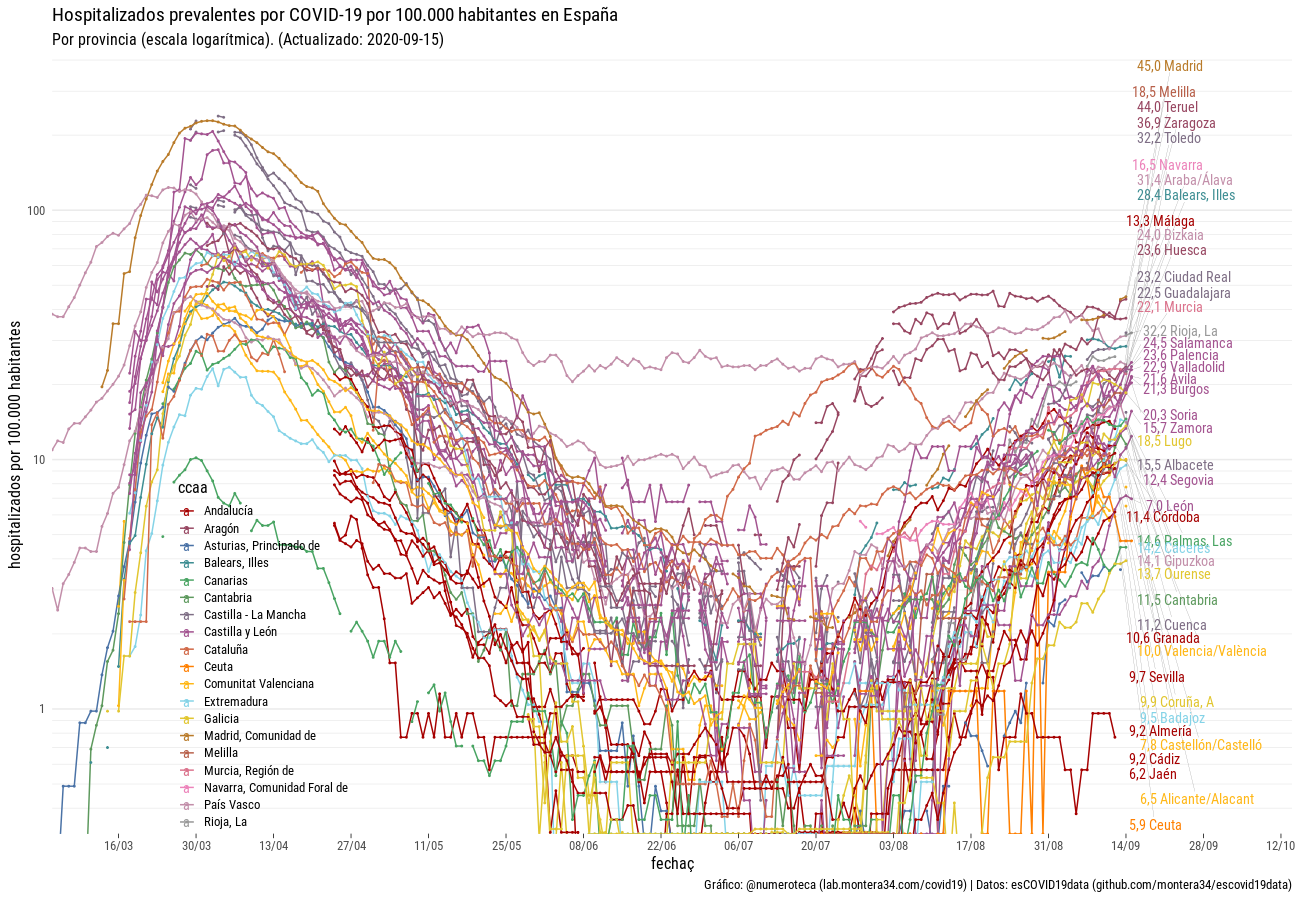 Hospitalizados prevalentes por COVID-19 por 100.000 habitantes en España
Por provincia (escala logarítmica). (Actualizado: 2020-09-15)
hospitalizados por 100.000 habitantes
100
10
1
45,0 Madrid
18,5 Melilla
44,0 Teruel
36,9 Zaragoza
32,2 Toledo
16,5 Navarra
31,4 Araba/Álava
28,4 Balears, Illes
13,3 Málaga
24,0 Bizkaia
23,6 Huesca
23,2 Ciudad Real
22,5 Guadalajara
22,1 Murcia
32,2 Rioja, La
24,5 Salamanca
23,6 Palencia
22,9 Valladolid
21,6 Ávila
21,3 Burgos
20,3 Soria
15,7 Zamora
18,5 Lugo
15,5 Albacete
12,4 Segovia
7,0 León
11,4 Córdoba
14,6 Palmas, Las
14,2 Cáceres
14,1 Gipuzkoa
13,7 Ourense
11,5 Cantabria
11,2 Cuenca
10,6 Granada
10,0 Valencia/València
9,7 Sevilla
9,9 Coruña, A
9,5 Badajoz
9,2 Almería
7,8 Castellón/Castelló
9,2 Cádiz
6,2 Jaén
6,5 Alicante/Alacant
5,9 Ceuta
ccaa
Andalucía
Aragón
Asturias, Principado de
Balears, Illes
Canarias
Cantabria
Castilla - La Mancha
Castilla y León
Cataluña
Ceuta
Comunitat Valenciana
Extremadura
Galicia
Madrid, Comunidad de
Melilla
Murcia, Región de
Navarra, Comunidad Foral de
País Vasco
Rioja, La
16/03 30/03 13/04 27/04 11/05 25/05 08/06 22/06 06/07 20/07 03/08 17/08 31/08 14/09 28/09 12/10
fechaç
Gráfico: @numeroteca (lab.montera34.com/covid19) | Datos: esCOVID19data (github.com/montera34/escovid19data)